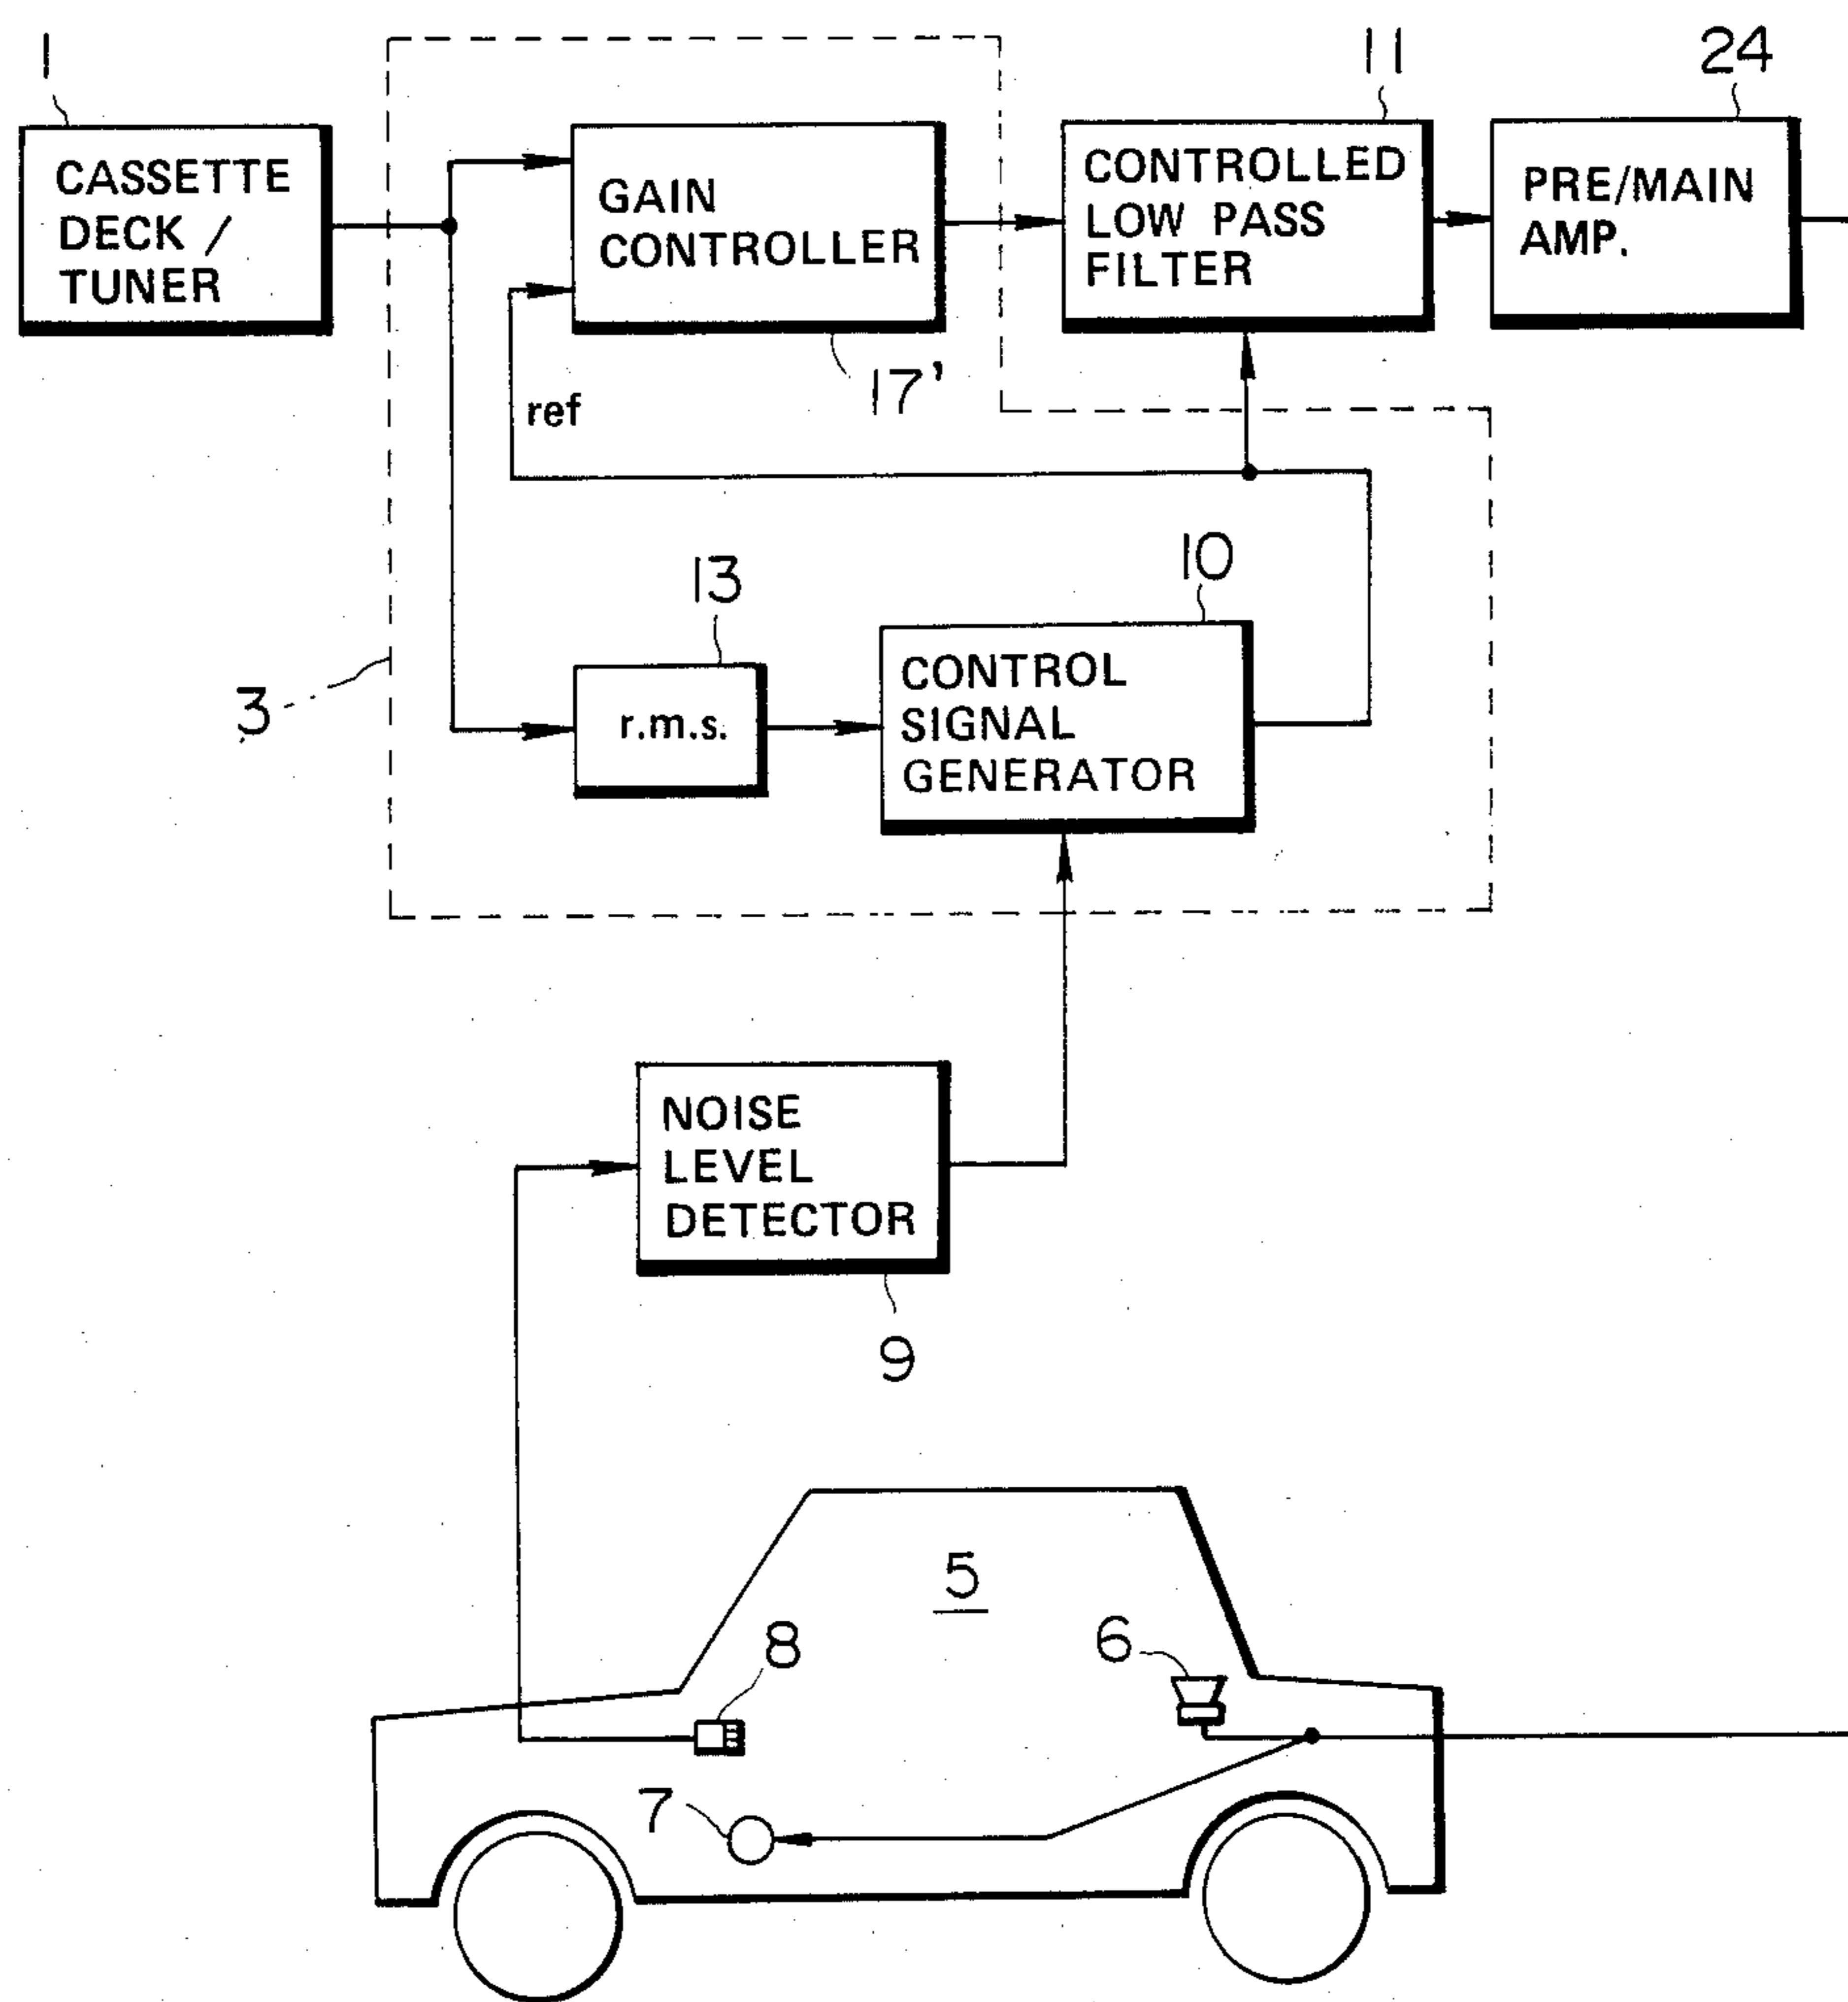 1
11
24
CASSETTE
DECK /
TUNER
GAIN
CONTROLLER
CONTROLLED
LOW PASS
FILTER
PRE/MAIN
AMP.
17'
ref
13
10
3
r.m.s.
CONTROL
SIGNAL
GENERATOR
NOISE
LEVEL
DETECTOR
9
5
8
6
7